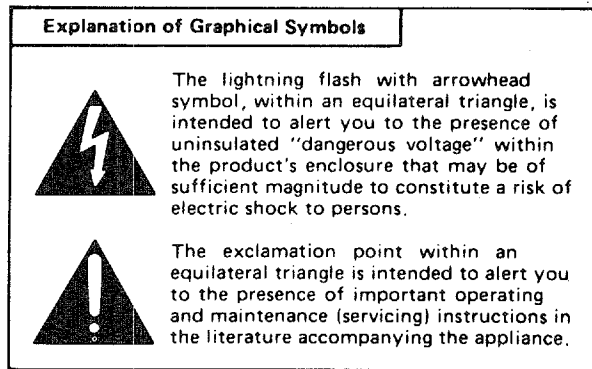 Explanation of Graphical Symbols
The lightning flash with arrowhead
symbol, within an equilateral triangle, is
intended to alert you to the presence of
uninsulated "dangerous voltage" within
the product's enclosure that may be of
sufficient magnitude to constitute a risk of
electric shock to persons.
The exclamation point within an
equilateral triangle is intended to alert you
to the presence of important operating
and maintenance (servicing) instructions in
the literature accompanying the appliance.